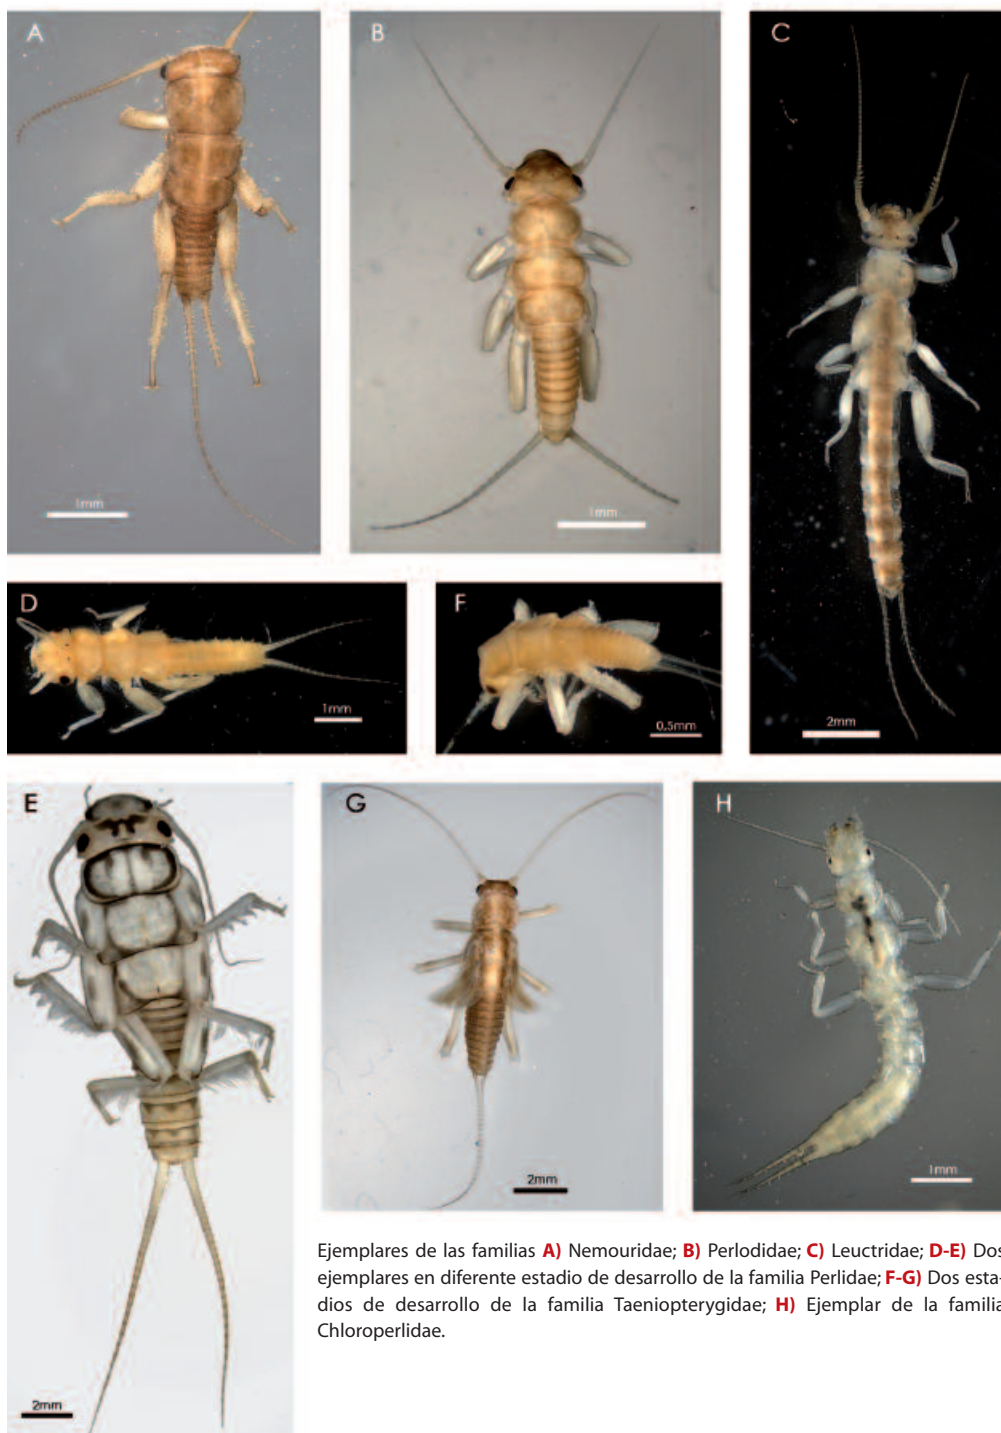 A
B
C
1mm
1mm
D
F
1mm
0,5mm
2mm
E
G
H
2mm
1mm
2mm
Ejemplares de las familias A) Nemouridae; B) Perlodidae; C) Leuctridae; D-E) Dos
ejemplares en diferente estadio de desarrollo de la familia Perlidae; F-G) Dos esta-
dios de desarrollo de la familia Taeniopterygidae; H) Ejemplar de la familia
Chloroperlidae.